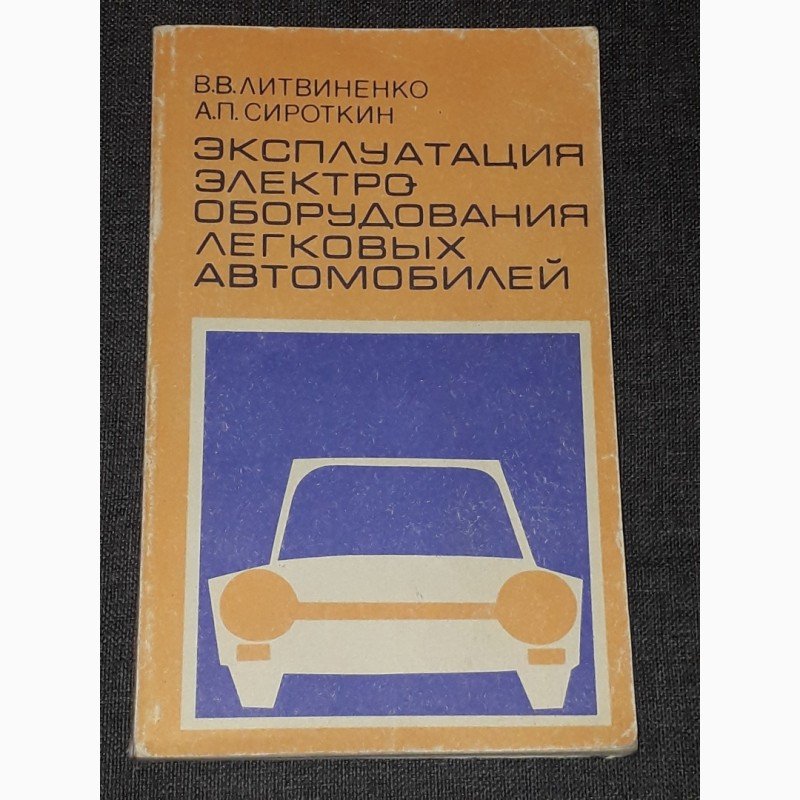 В.В.ЛИТВИНЕНКО
А.П.СИРОТКИН
ЭКСПЛУАТАЦИЯ
ЭЛЕКТРО-
ОБОРУДОВАНИЯ
ЛЕГКОВЫХ
АВТОМОБИЛЕЙ